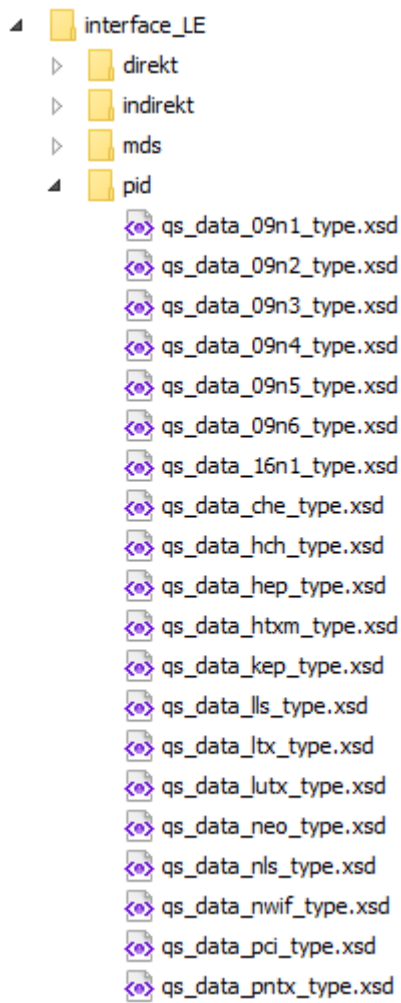 interface_LE
direkt
indirekt
mds
pid
qs_data_09n1_type.xsd
qs_data_09n2_type.xsd
qs_data_09n3_type.xsd
qs_data_09n4_type.xsd
qs_data_09n5_type.xsd
qs_data_09n6_type.xsd
qs_data_16n1_type.xsd
qs_data_che_type.xsd
qs_data_hch_type.xsd
qs_data_hep_type.xsd
qs_data_htxm_type.xsd
qs_data_kep_type.xsd
qs_data_lls_type.xsd
qs_data_ltx_type.xsd
qs_data_lutx_type.xsd
qs_data_neo_type.xsd
qs_data_nls_type.xsd
qs_data_nwif_type.xsd
qs_data_pci_type.xsd
qs_data_pntx_type.xsd